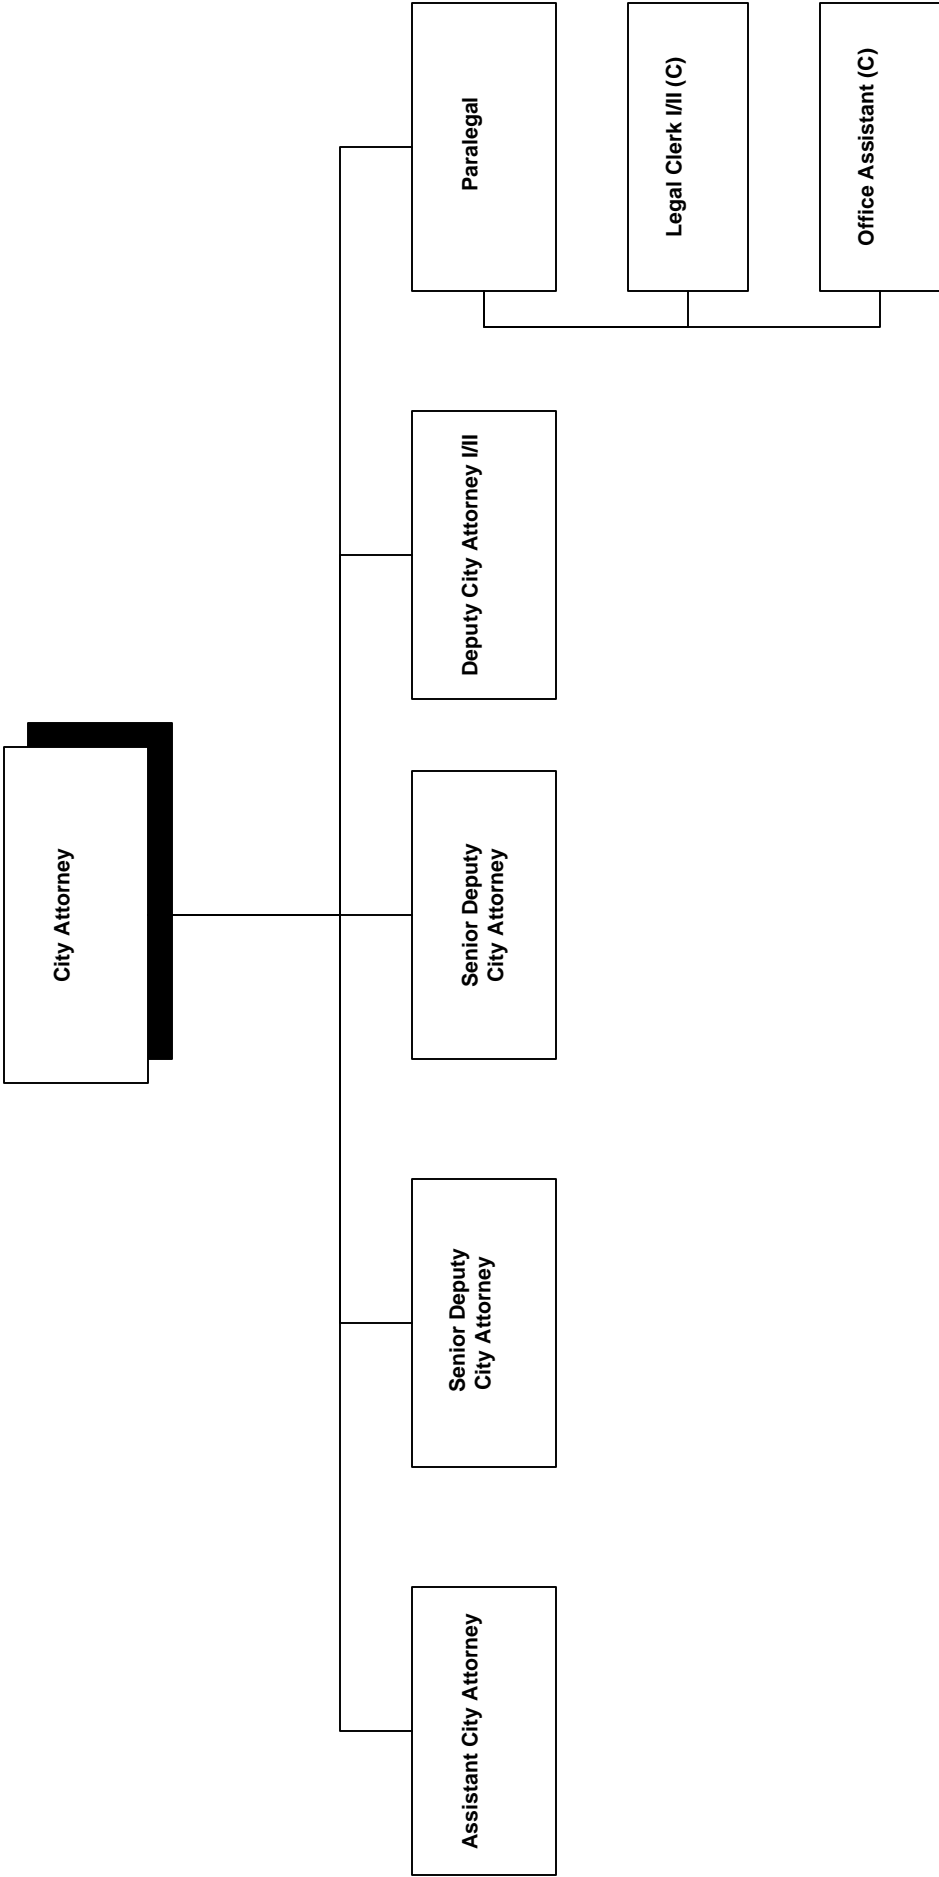 City Attorney
Assistant City Attorney
Senior Deputy
City Attorney
Senior Deputy
City Attorney
Deputy City Attorney I/II
Paralegal
Legal Clerk I/II (C)
Office Assistant (C)